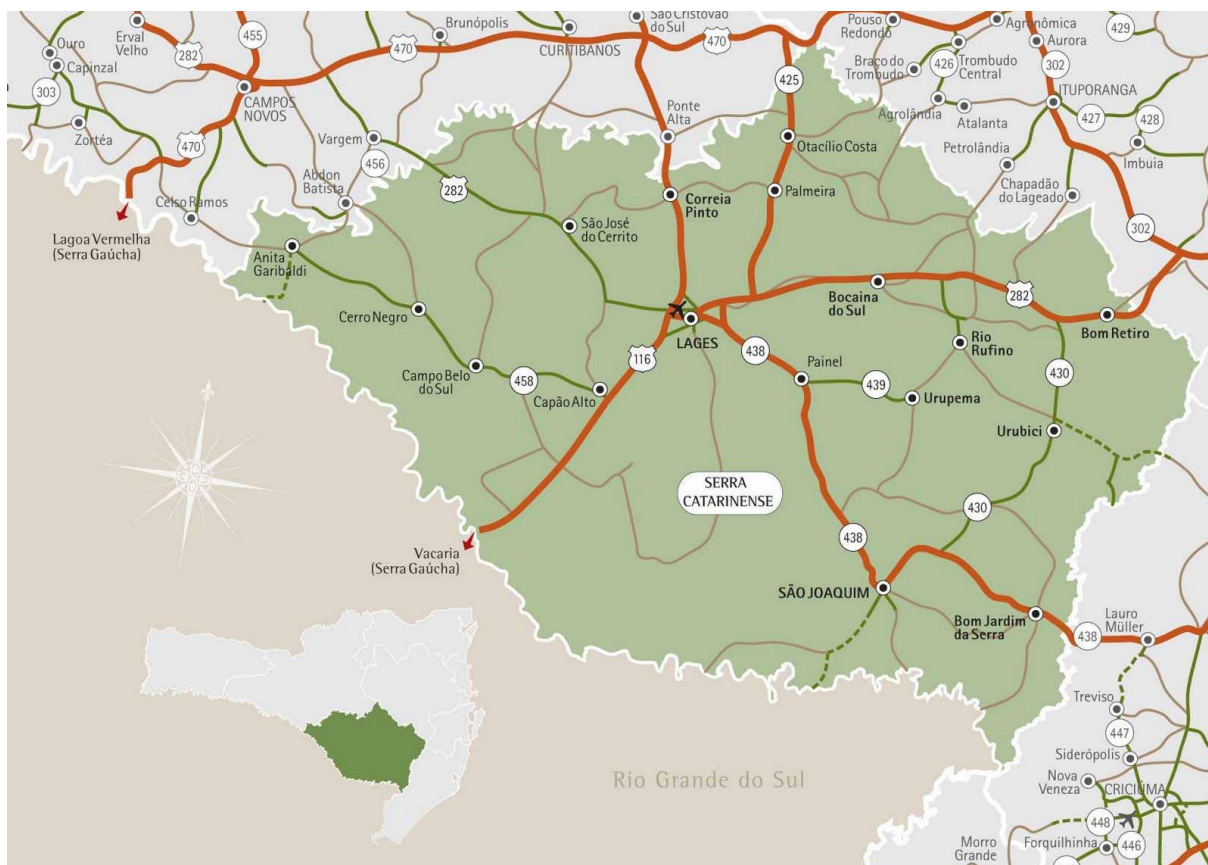 Ouro
Capinzal
303
Zortéa
Erval
Velho
282
455
CAMPOS
NOVOS
470
470
Brunópolis
CURITIBANOS
São Cristovão
do Sul
470
Pouso
Redondo
Agronômica
Aurora
429
Braço do
Trombudo
426
Trombudo
Central
302
425
Agrolândia
Atalanta
ITUPORANGA
427
428
Imbuia
Petrolândia
Chapadão
do Lageado
302
Vargem
456
Ponte
Alta
Otacílio Costa
Abdon
Batista
282
Celso Ramos
Correia
Pinto
Palmeira
São José
do Cerrito
Lagoa Vermelha
(Serra Gaúcha)
Anita
Garibaldi
Cerro Negro
Bocaina
do Sul
282
Bom Retiro
LAGES
Rio
Rufino
116
438
Painel
439
430
Campo Belo
do Sul
458
Capão Alto
Urupema
Urubici
SERRA
CATARINENSE
430
438
Vacaria
(Serra Gaúcha)
SÃO JOAQUIM
Bom Jardim
da Serra
438
Lauro
Müller
Treviso
447
Siderópolis
Nova
Veneza
CRICIÚMA
448
Forquilhinha
446
Morro
Grande
Rio Grande do Sul